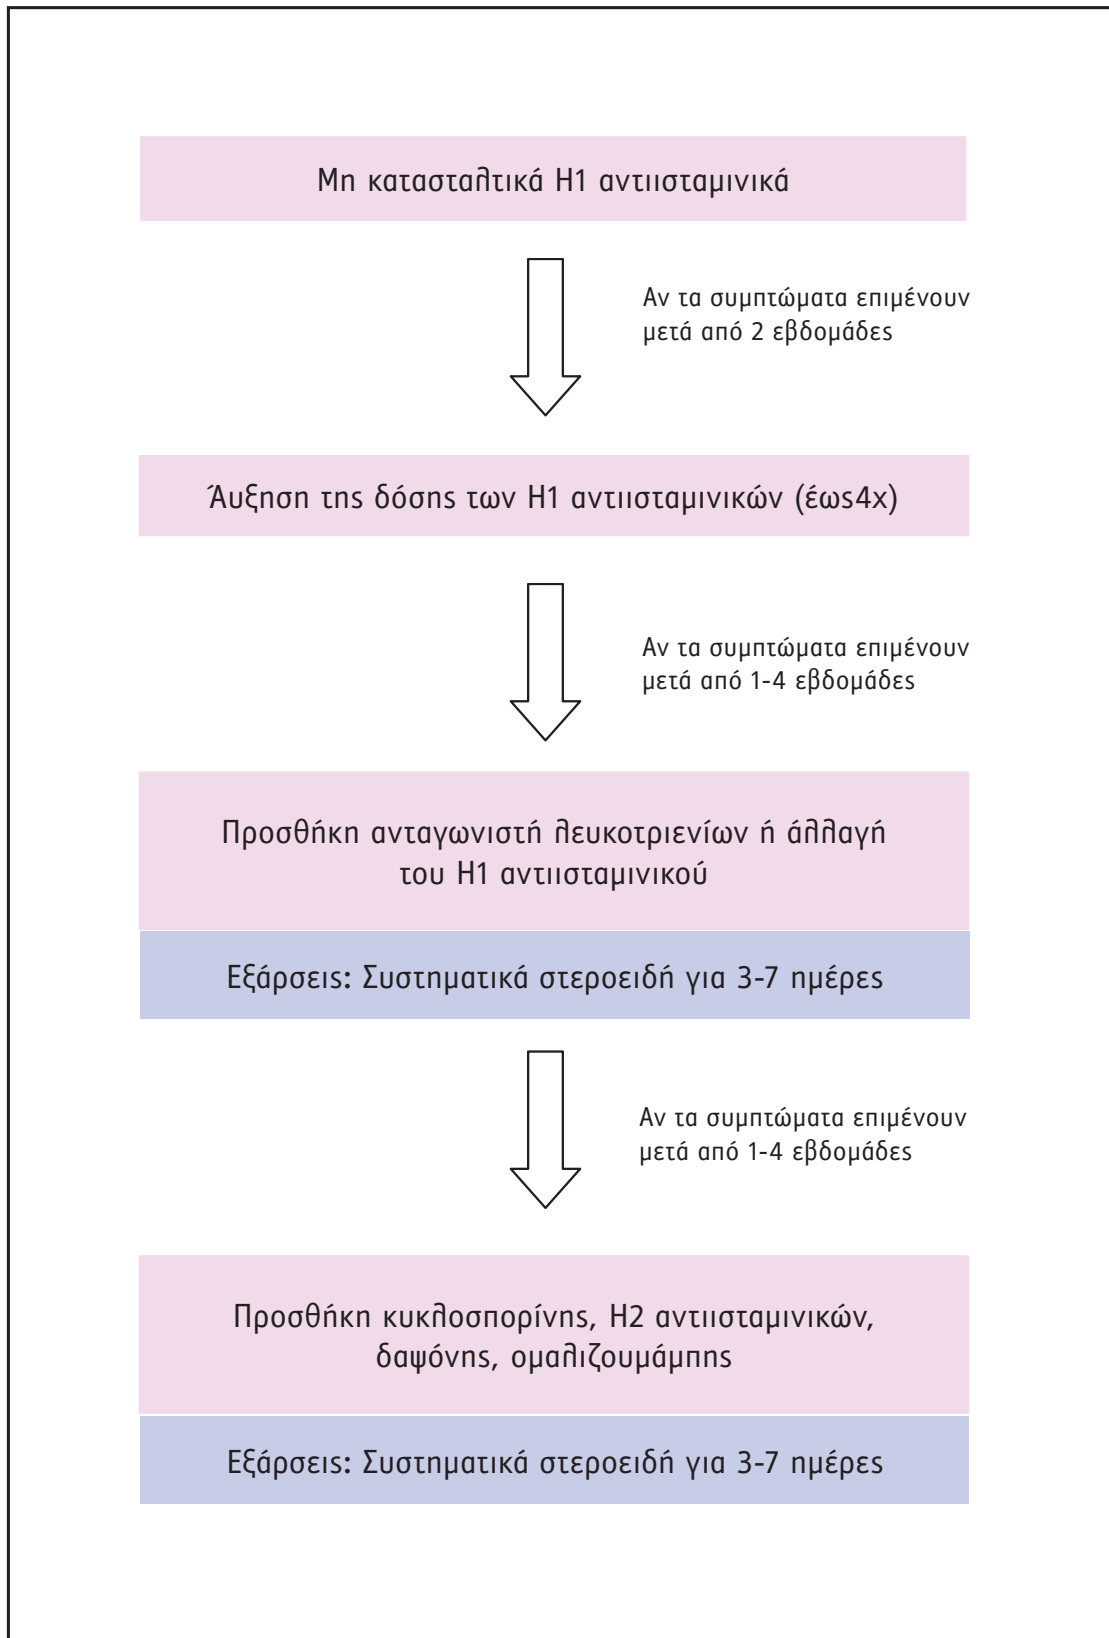 Μη κατασταλτικά Η1 αντιισταμινικά
Αν τα συμπτώματα επιμένουν
μετά από 2 εβδομάδες
Άυξηση της δόσης των Η1 αντιισταμινικών (έως4x)
Αν τα συμπτώματα επιμένουν
μετά από 1-4 εβδομάδες
Προσθήκη ανταγωνιστή λευκοτριενίων ή άλλαγή
του Η1 αντιισταμινικού
Εξάρσεις: Συστηματικά στεροειδή για 3-7 ημέρες
Αν τα συμπτώματα επιμένουν
μετά από 1-4 εβδομάδες
Προσθήκη κυκλοσπορίνης, Η2 αντιισταμινικών,
δαψόνης, ομαλιζουμάμπης
Εξάρσεις: Συστηματικά στεροειδή για 3-7 ημέρες